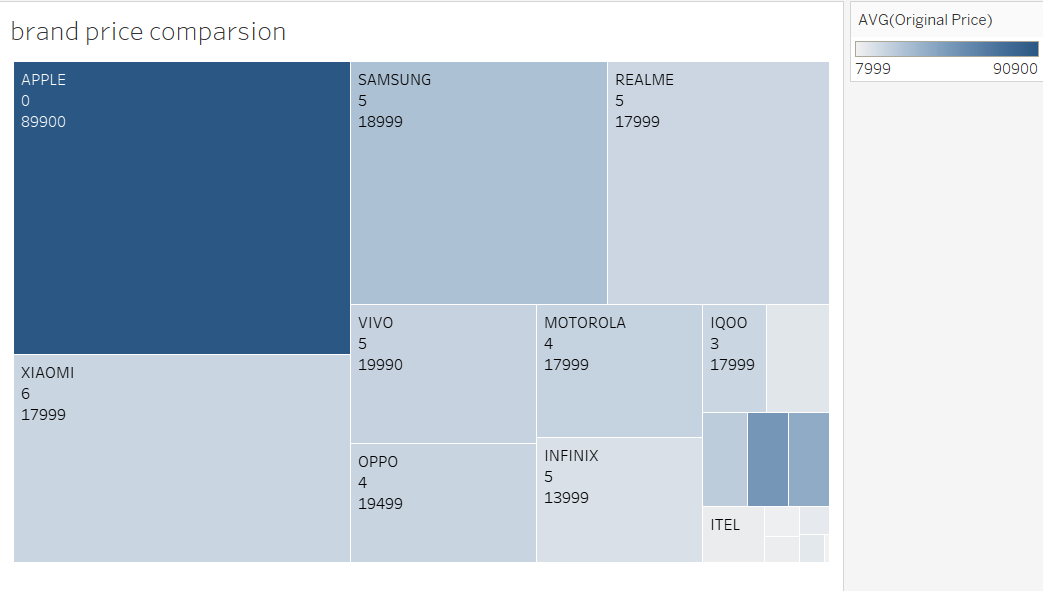 brand price comparsion
AVG(Original Price)
7999 90900
APPLE
0
89900
SAMSUNG
5
18999
REALME
5
17999
XIAOMI
6
17999
VIVO
5
19990
MOTOROLA
4
17999
IQOO
3
17999
OPPO
4
19499
INFINIX
5
13999
ITEL